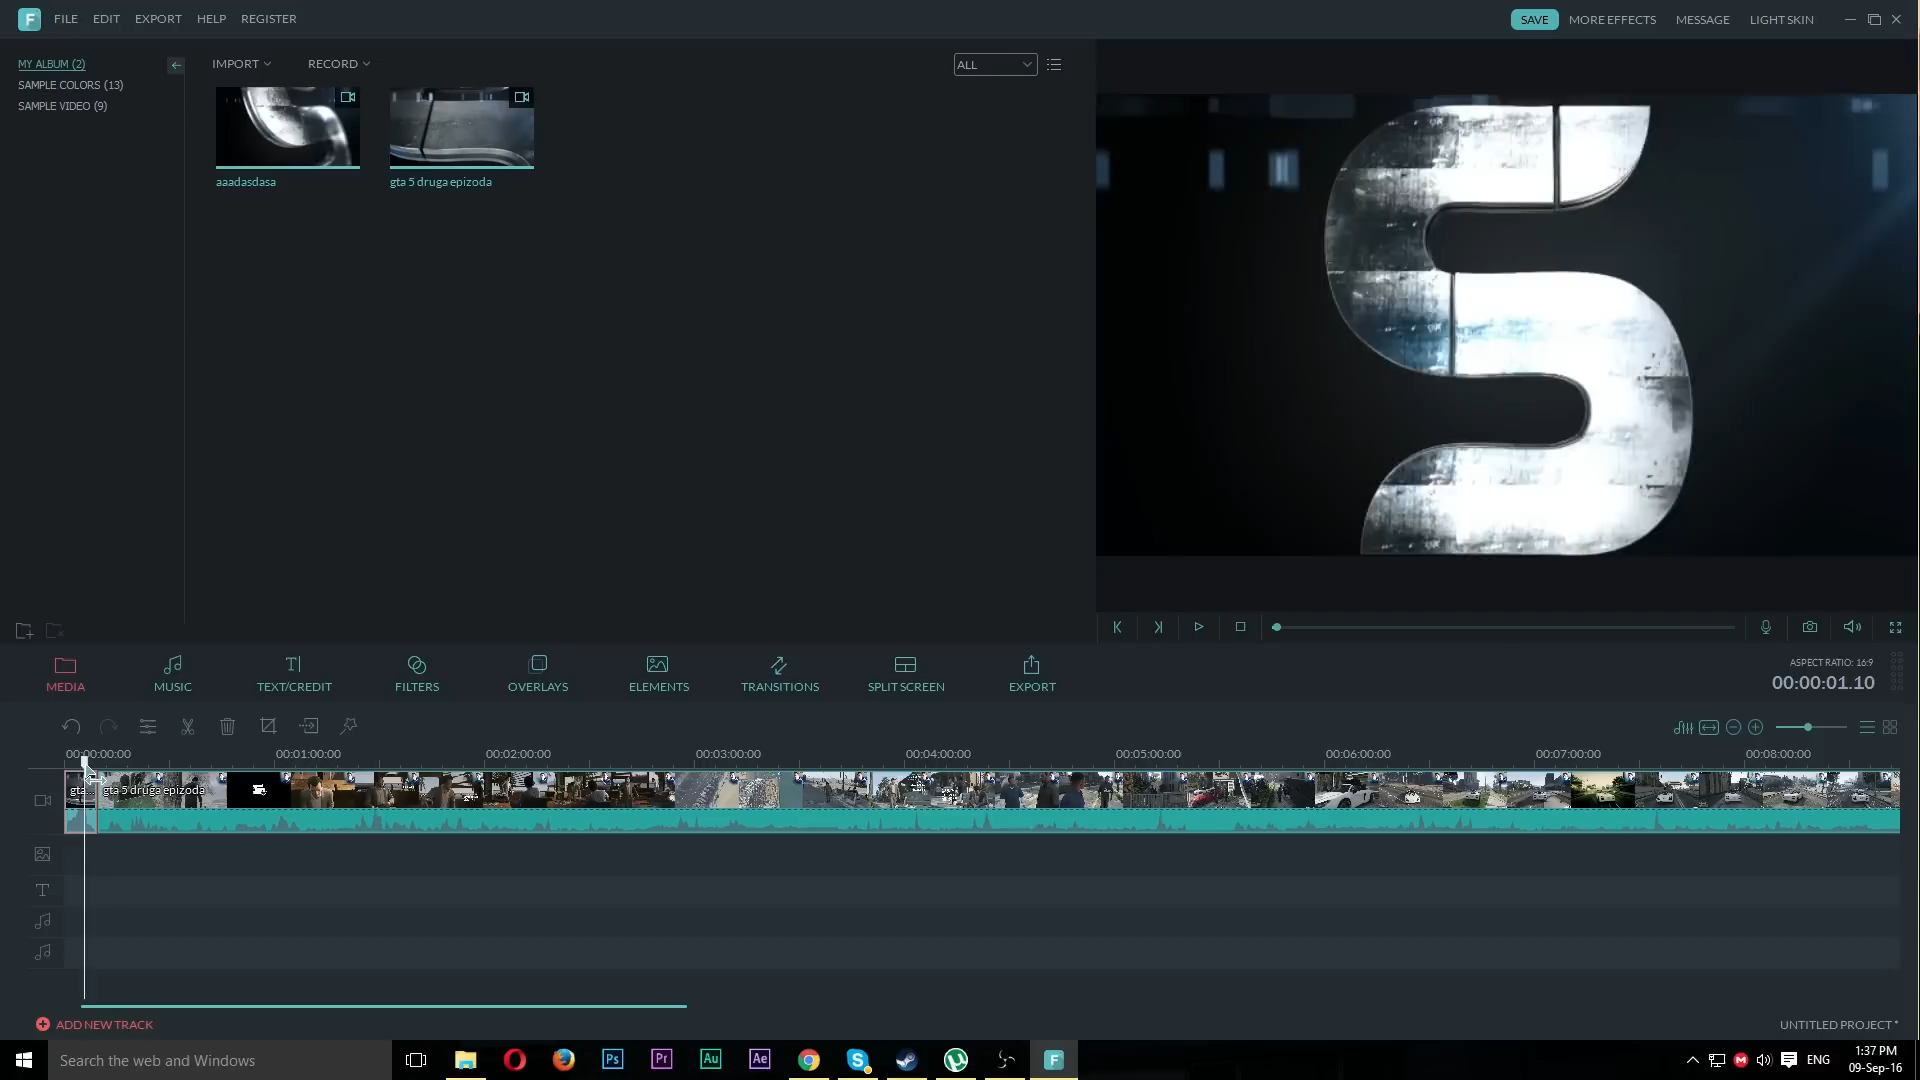 F FILE EDIT EXPORT HELP REGISTER
SAVE MORE EFFECTS MESSAGE LIGHT SKIN
MY ALBUM (2)
SAMPLE COLORS (13)
SAMPLE VIDEO (9)
IMPORT RECORD ALL
aaadasdasa gta 5 druga epizoda
S
MEDIA MUSIC TEXT/CREDIT FILTERS OVERLAYS ELEMENTS TRANSITIONS SPLIT SCREEN EXPORT
ASPECT RATIO: 16:9
00:00:01.10
00:00:00:00 00:01:00:00 00:02:00:00 00:03:00:00 00:04:00:00 00:05:00:00 00:06:00:00 00:07:00:00 00:08:00:00
gta... gta 5 druga epizoda
T
ADD NEW TRACK
UNTITLED PROJECT *
Search the web and Windows
Ps Pr Au Ae F
ENG
1:37 PM
09-Sep-16